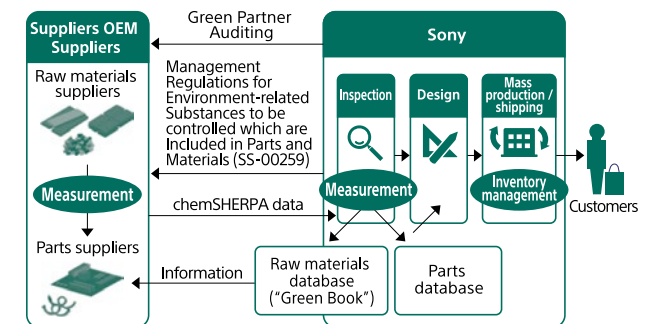 Suppliers OEM
Suppliers
Raw materials
suppliers
Measurement
Parts suppliers
Green Partner
Auditing
Management
Regulations for
Environment-related
Substances to be
controlled which are
Included in Parts and
Materials (SS-00259)
chemSHERPA data
Information
Sony
Inspection
Design
Mass
production /
shipping
Measurement
Inventory
management
Customers
Raw materials
database
("Green Book")
Parts
database